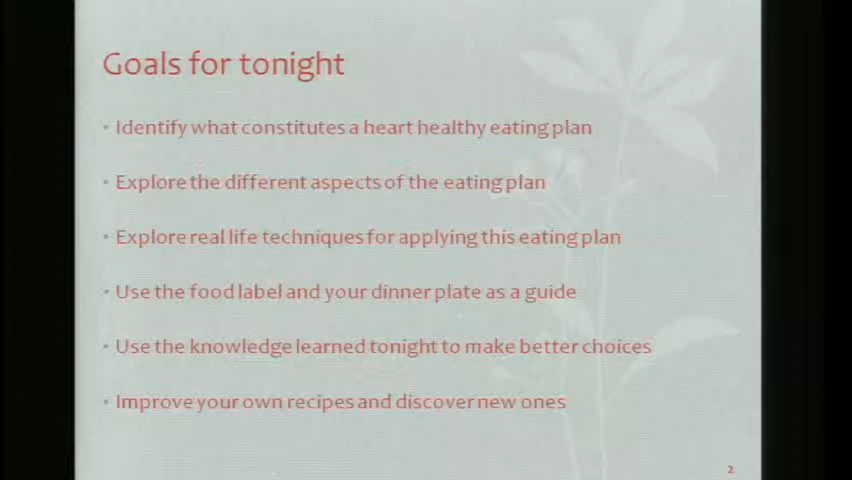 Goals for tonight
• Identify what constitutes a heart healthy eating plan
• Explore the different aspects of the eating plan
• Explore real life techniques for applying this eating plan
• Use the food label and your dinner plate as a guide
• Use the knowledge learned tonight to make better choices
• Improve your own recipes and discover new ones
2